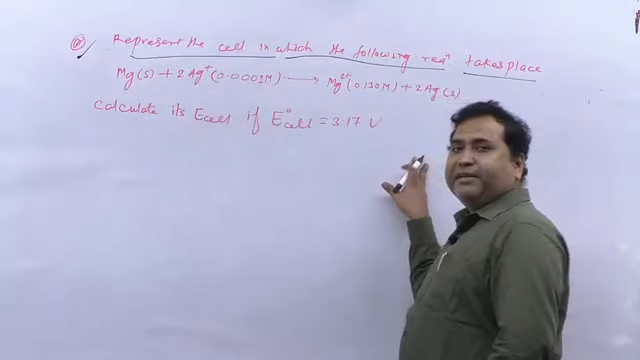 Q. Represent the cell in which the following reaⁿ takes place
Mg(s) + 2Ag⁺(0.0001M) ⟶ Mg²⁺(0.130M) + 2Ag(s)
Calculate its Ecell if E°cell = 3.17 V